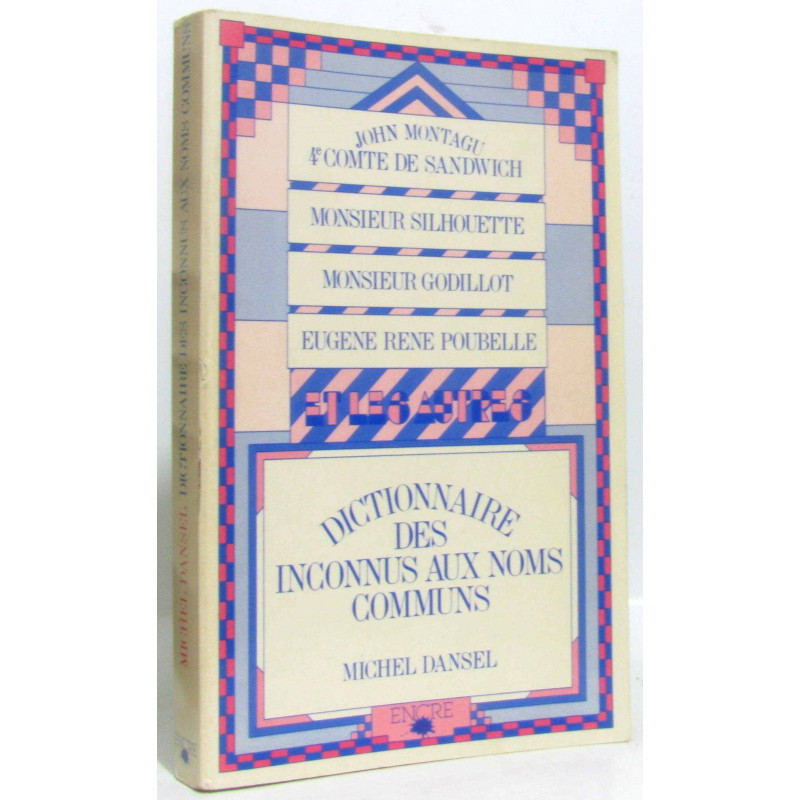 JOHN MONTAGU
4e COMTE DE SANDWICH
MONSIEUR SILHOUETTE
MONSIEUR GODILLOT
EUGENE RENE POUBELLE
ET LES AUTRES
DICTIONNAIRE
DES
INCONNUS AUX NOMS
COMMUNS
MICHEL DANSEL
ENCRE
MICHEL DANSEL DICTIONNAIRE DES INCONNUS AUX NOMS COMMUNS